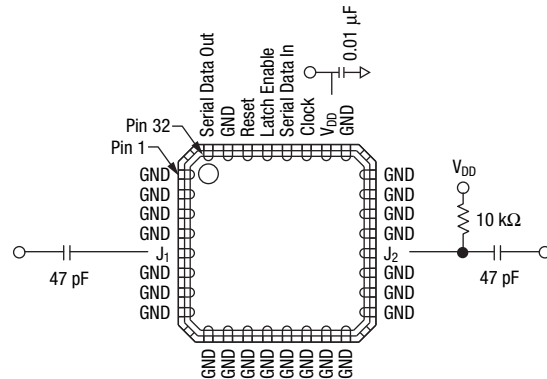 Serial Data Out
GND
Reset
Latch Enable
Serial Data In
Clock
VDD
GND
0.01 µF
Pin 32
Pin 1
GND
GND
GND
GND
J1
GND
GND
GND
47 pF
VDD
10 kΩ
GND
GND
GND
GND
J2
GND
GND
GND
47 pF
GND
GND
GND
GND
GND
GND
GND
GND